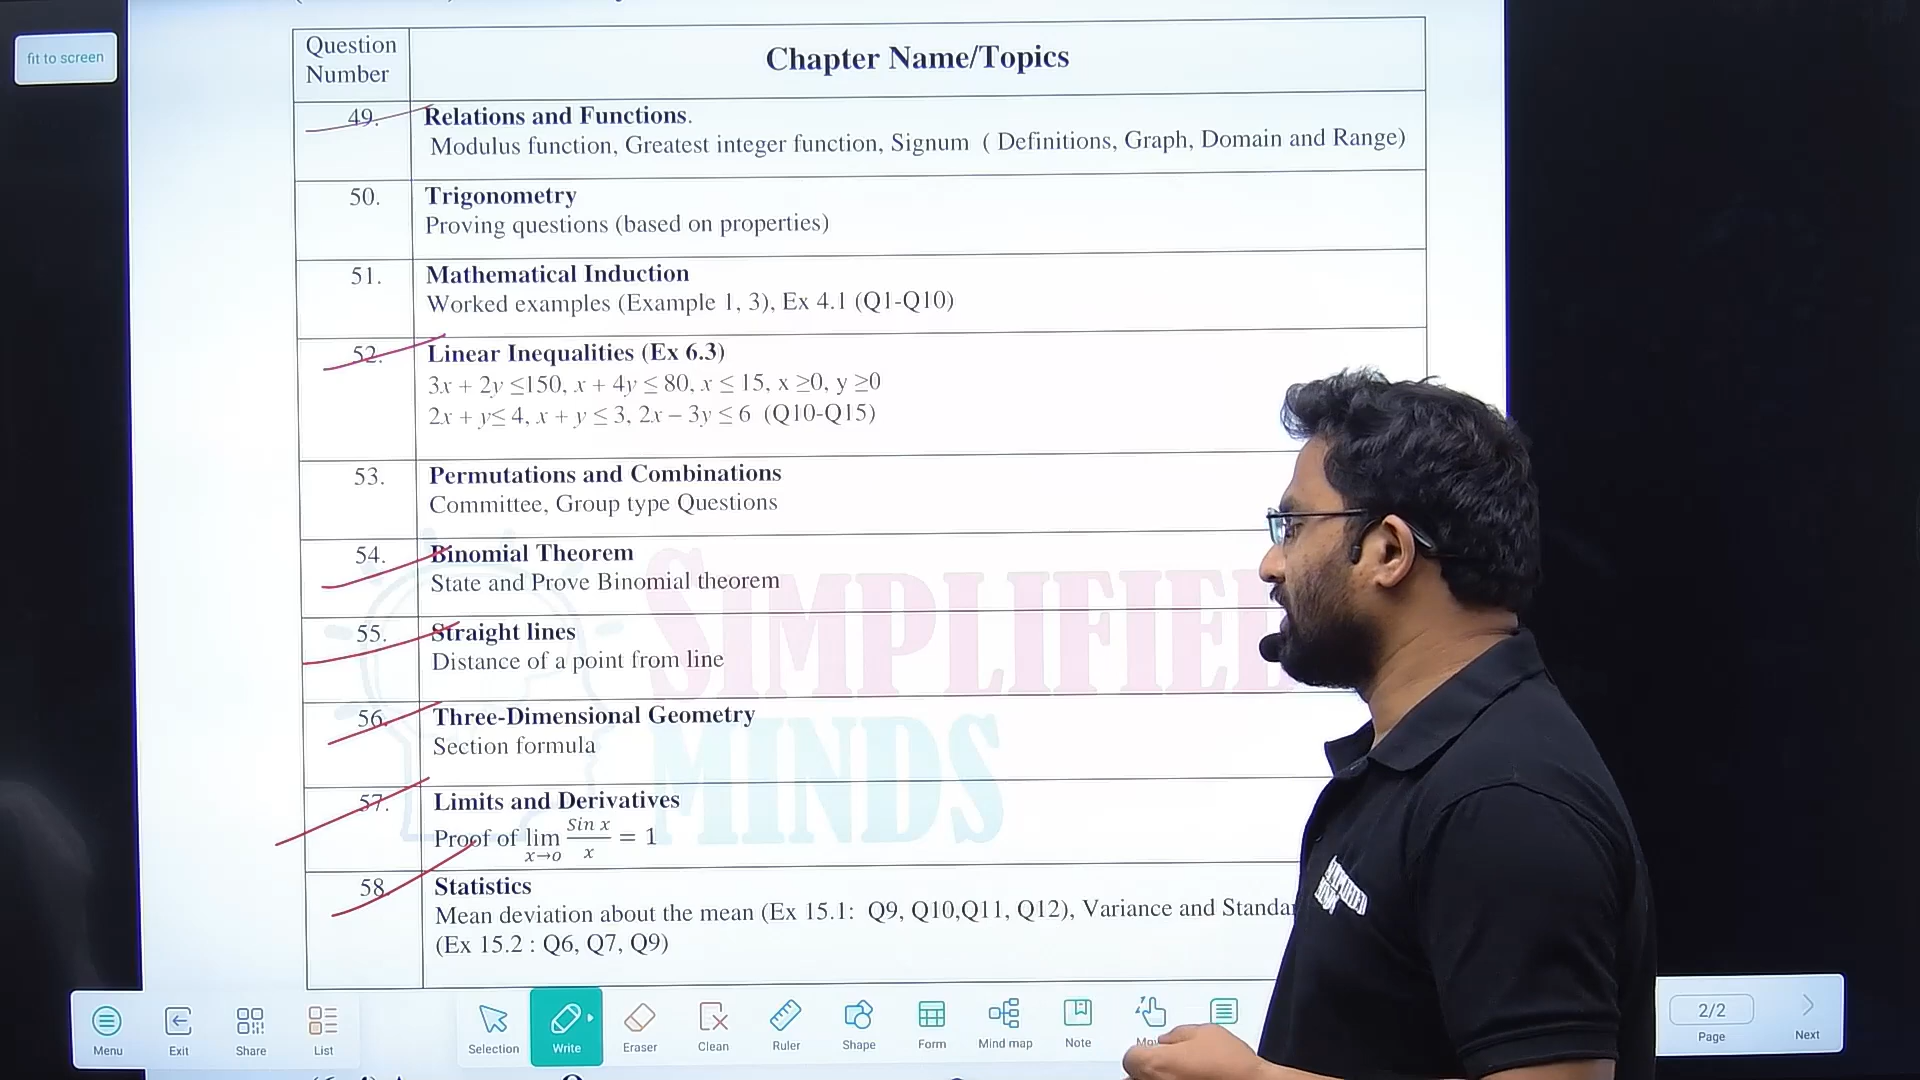 fit to screen
Question Number
Chapter Name/Topics
49.
Relations and Functions.
Modulus function, Greatest integer function, Signum ( Definitions, Graph, Domain and Range)
50.
Trigonometry
Proving questions (based on properties)
51.
Mathematical Induction
Worked examples (Example 1, 3), Ex 4.1 (Q1-Q10)
52.
Linear Inequalities (Ex 6.3)
3x + 2y ≤150, x + 4y ≤ 80, x ≤ 15, x ≥0, y ≥0
2x + y≤ 4, x + y ≤ 3, 2x – 3y ≤ 6 (Q10-Q15)
53.
Permutations and Combinations
Committee, Group type Questions
54.
Binomial Theorem
State and Prove Binomial theorem
55.
Straight lines
Distance of a point from line
56.
Three-Dimensional Geometry
Section formula
57.
Limits and Derivatives
Proof of lim x→o Sin x / x = 1
58.
Statistics
Mean deviation about the mean (Ex 15.1: Q9, Q10,Q11, Q12), Variance and
(Ex 15.2 : Q6, Q7, Q9)
SIMPLIFIED
MINDS
Menu
Exit
Share
List
Selection
Write
Eraser
Clean
Ruler
Shape
Form
Mind map
Note
2/2
Page
Next